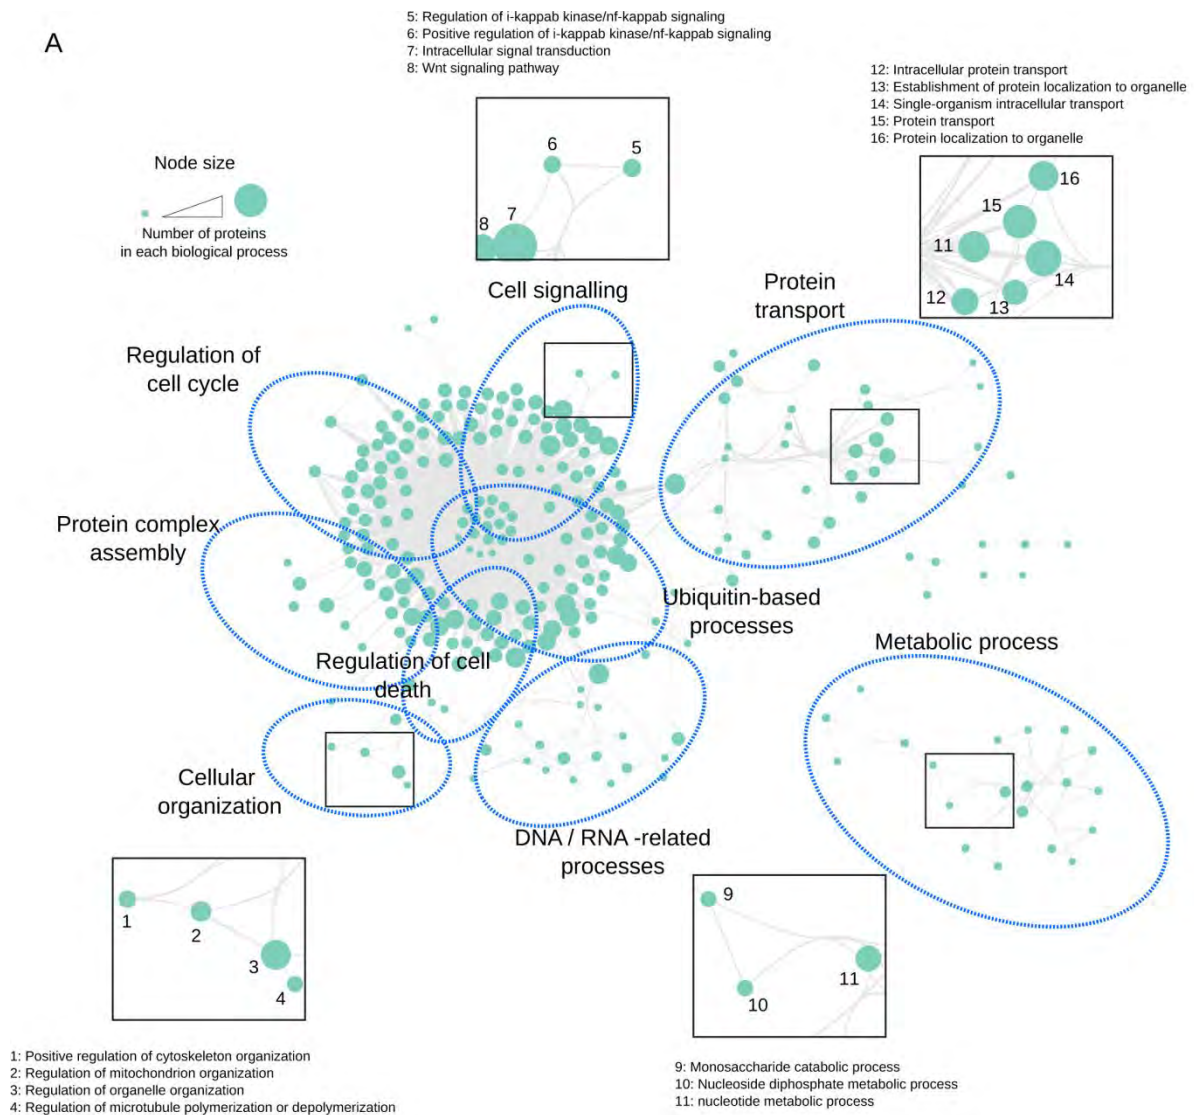 A
5: Regulation of i-kappab kinase/nf-kappab signaling
6: Positive regulation of i-kappab kinase/nf-kappab signaling
7: Intracellular signal transduction
8: Wnt signaling pathway
12: Intracellular protein transport
13: Establishment of protein localization to organelle
14: Single-organism intracellular transport
15: Protein transport
16: Protein localization to organelle
Node size
Number of proteins
in each biological process
6
5
8
7
16
15
11
14
12
13
Cell signalling
Protein
transport
Regulation of
cell cycle
Protein complex
assembly
Ubiquitin-based
processes
Metabolic process
Regulation of cell
death
Cellular
organization
DNA / RNA -related
processes
1
2
3
4
9
11
10
1: Positive regulation of cytoskeleton organization
2: Regulation of mitochondrion organization
3: Regulation of organelle organization
4: Regulation of microtubule polymerization or depolymerization
9: Monosaccharide catabolic process
10: Nucleoside diphosphate metabolic process
11: nucleotide metabolic process